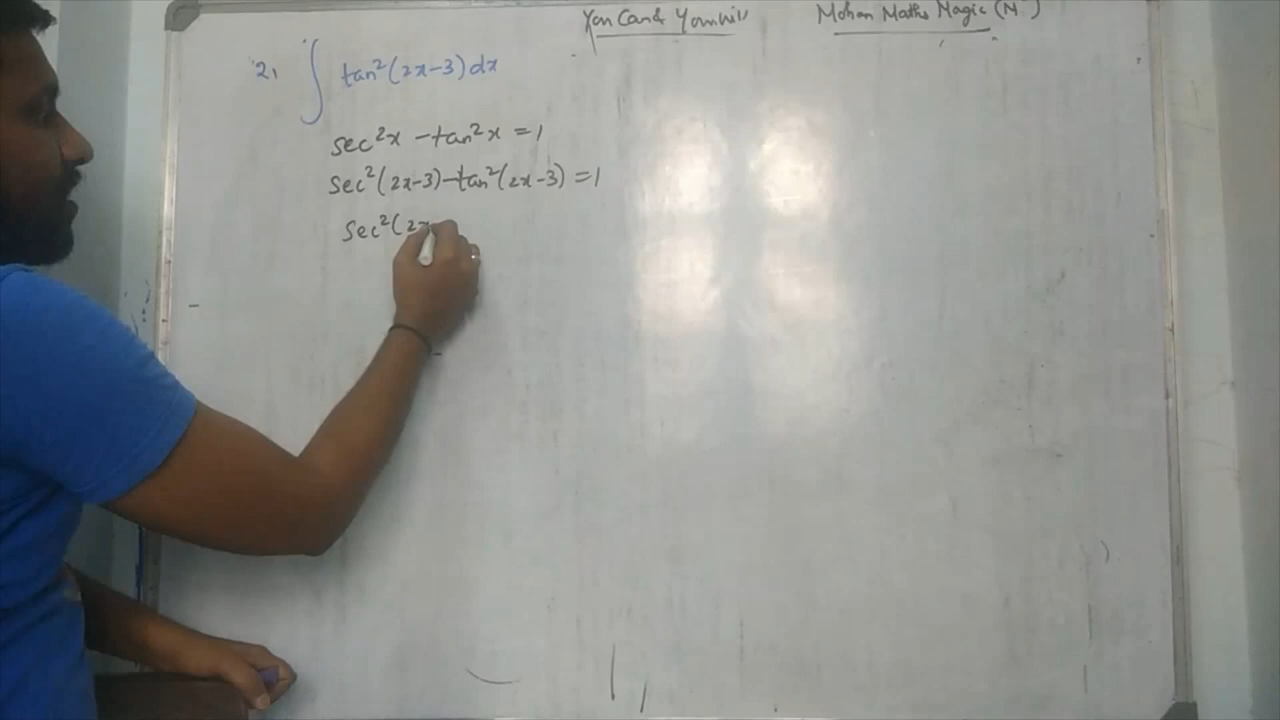 You Can & You will
Mohan Maths Magic (M
21 ∫ tan²(2x-3) dx
sec²x - tan²x = 1
sec²(2x-3) - tan²(2x-3) = 1
sec²(2x